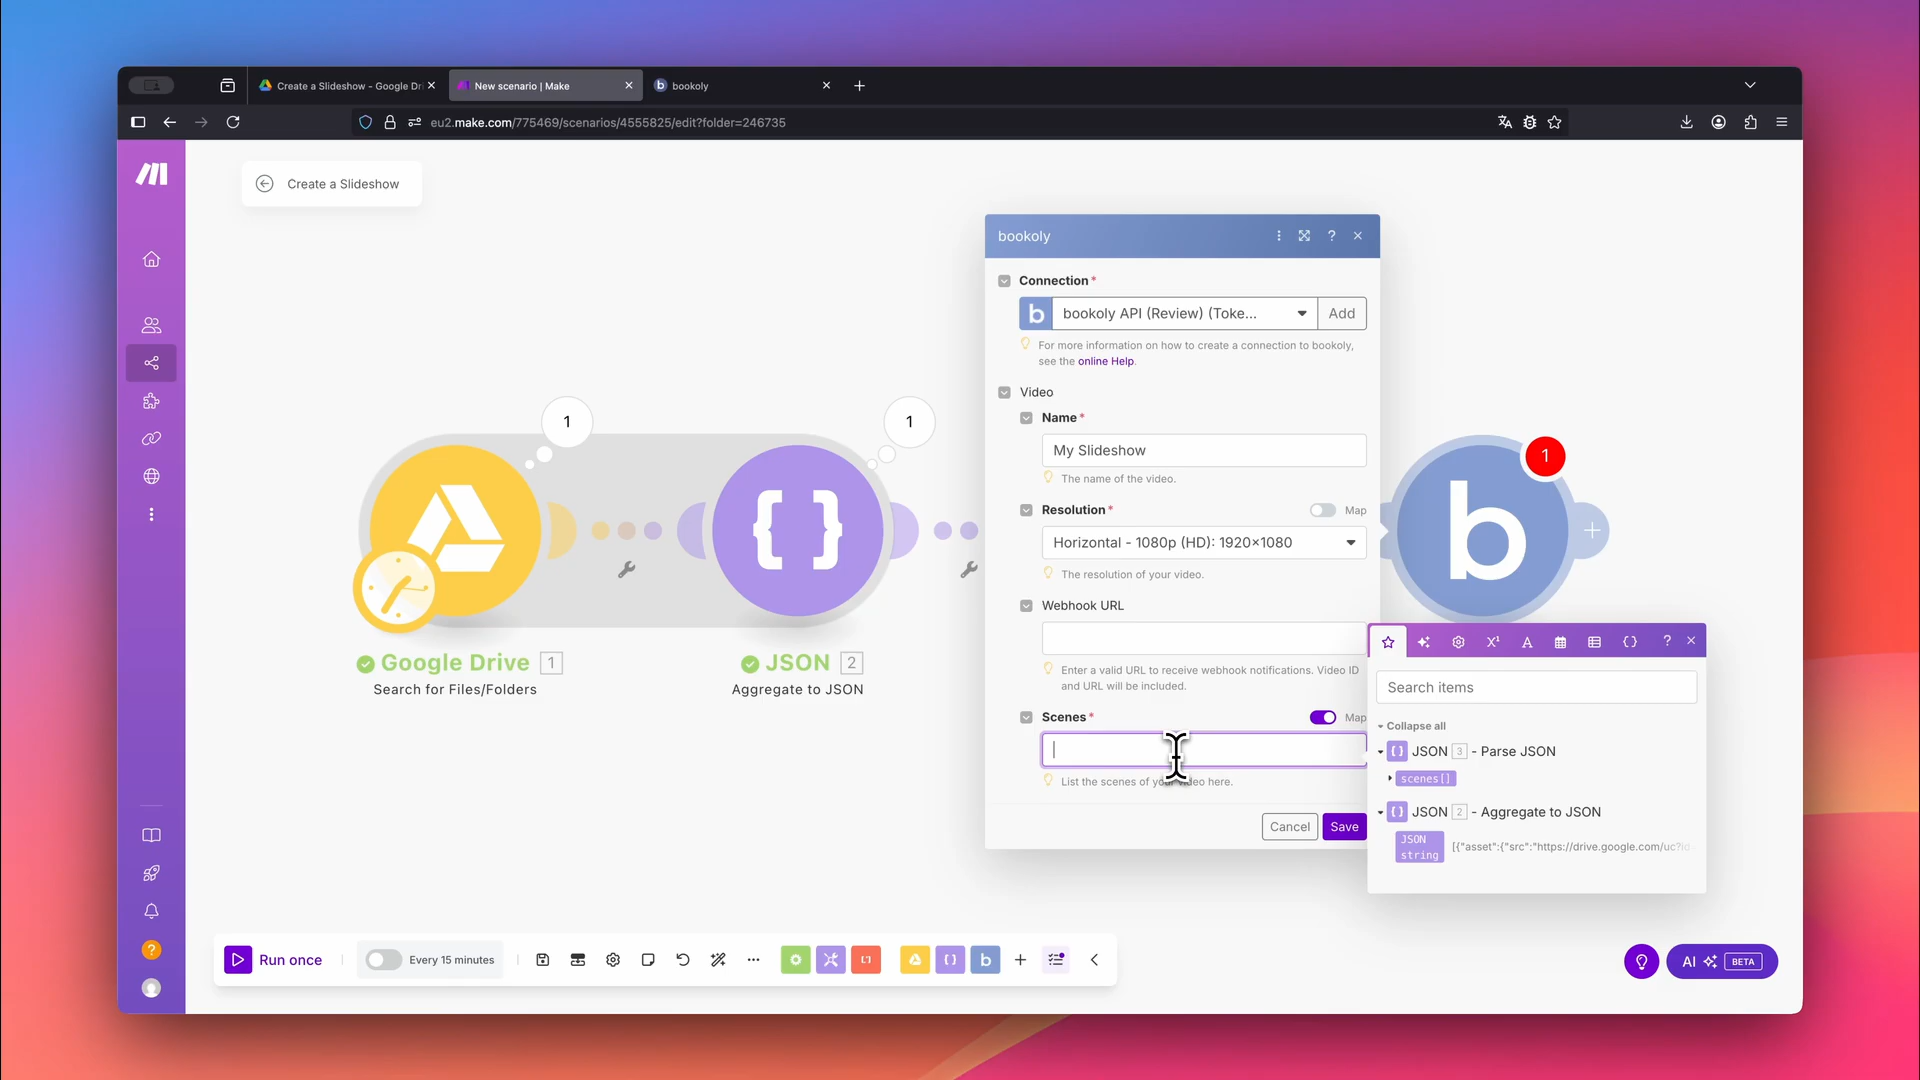 Create a Slideshow - Google Dri
New scenario | Make
bookoly
eu2.make.com/775469/scenarios/4555825/edit?folder=246735
Create a Slideshow
bookoly
Connection*
b
bookoly API (Review) (Toke...
Add
For more information on how to create a connection to bookoly,
see the online Help.
Video
Name*
My Slideshow
The name of the video.
Resolution*
Map
Horizontal - 1080p (HD): 1920×1080
The resolution of your video.
Webhook URL
Enter a valid URL to receive webhook notifications. Video ID
and URL will be included.
Scenes*
Map
List the scenes of your video here.
Cancel
Save
1
1
1
b
Google Drive 1
Search for Files/Folders
JSON 2
Aggregate to JSON
Search items
Collapse all
JSON 3 - Parse JSON
scenes[]
JSON 2 - Aggregate to JSON
JSON
string
[{"asset":{"src":"https://drive.google.com/uc?id
Run once
Every 15 minutes
AI
BETA